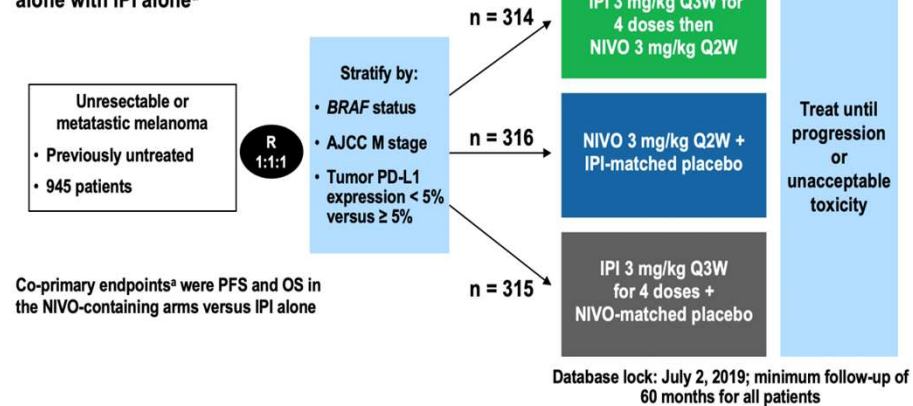 alone with IPI alone
n = 314
IPI 3 mg/kg Q3W for
4 doses then
NIVO 3 mg/kg Q2W
Unresectable or
metastastic melanoma
• Previously untreated
• 945 patients
R
1:1:1
Stratify by:
• BRAF status
• AJCC M stage
• Tumor PD-L1
expression < 5%
versus ≥ 5%
n = 316
NIVO 3 mg/kg Q2W +
IPI-matched placebo
Treat until
progression
or
unacceptable
toxicity
n = 315
IPI 3 mg/kg Q3W
for 4 doses +
NIVO-matched placebo
Co-primary endpointsᵃ were PFS and OS in
the NIVO-containing arms versus IPI alone
Database lock: July 2, 2019; minimum follow-up of
60 months for all patients